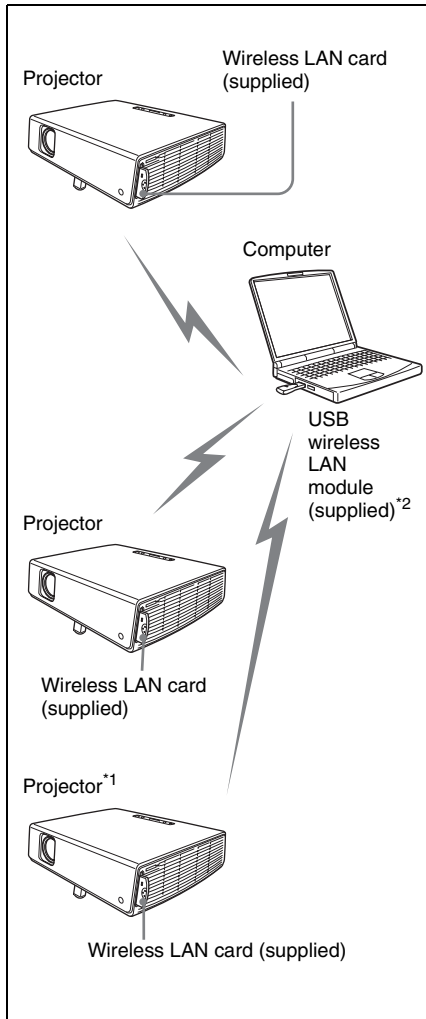 Wireless LAN card
(supplied)
Projector
Computer
USB
wireless
LAN
module
(supplied)*2
Projector
Wireless LAN card
(supplied)
Projector*1
Wireless LAN card (supplied)